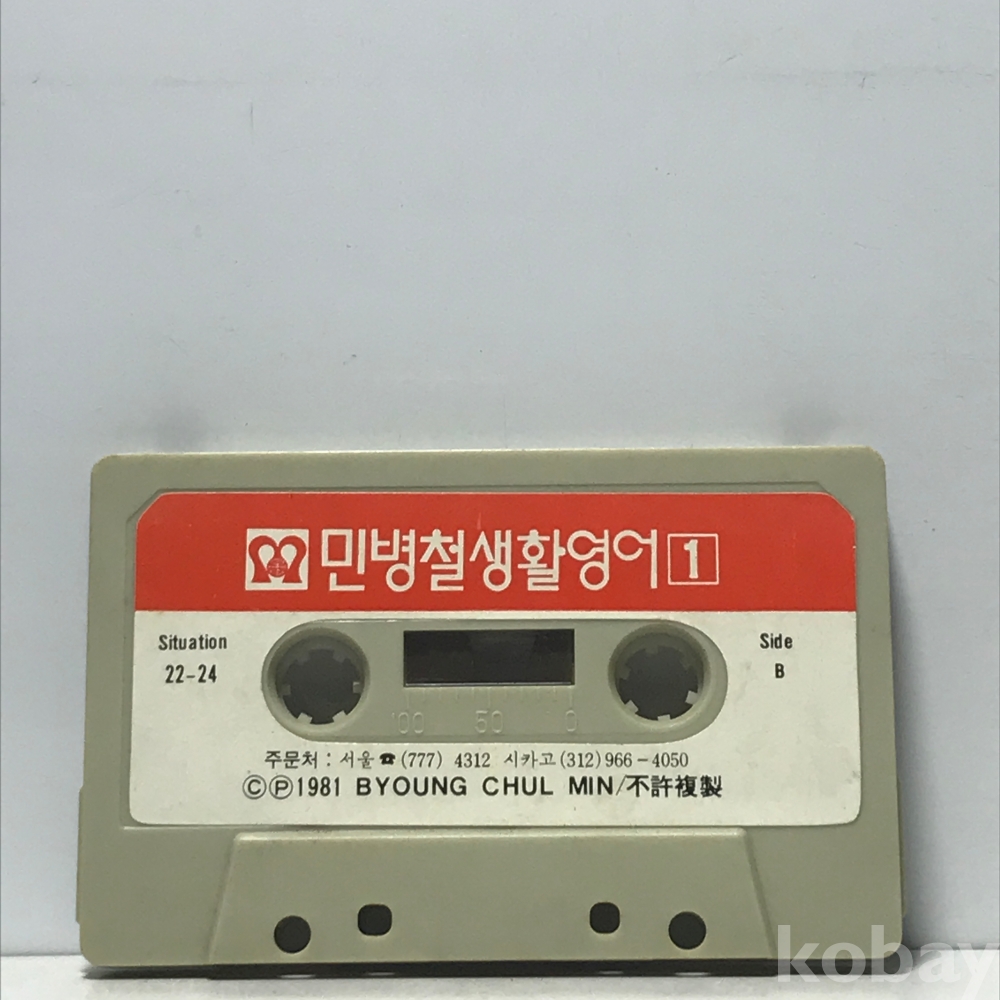 민병철생활영어 1
Situation
22-24
Side
B
100 50 0
주문처 : 서울 ☎ (777) 4312 시카고 (312) 966-4050
ⒸⓅ1981 BYOUNG CHUL MIN/不許複製
kobay